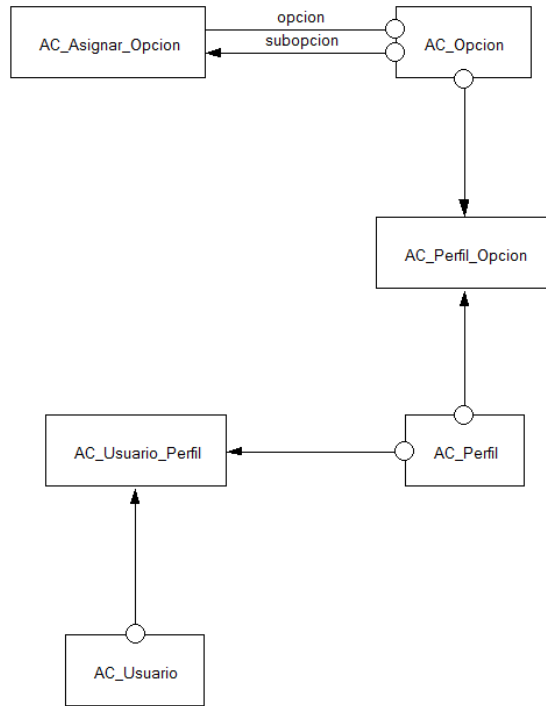 opcion
AC_Asignar_Opcion
subopcion
AC_Opcion
AC_Perfil_Opcion
AC_Usuario_Perfil
AC_Perfil
AC_Usuario